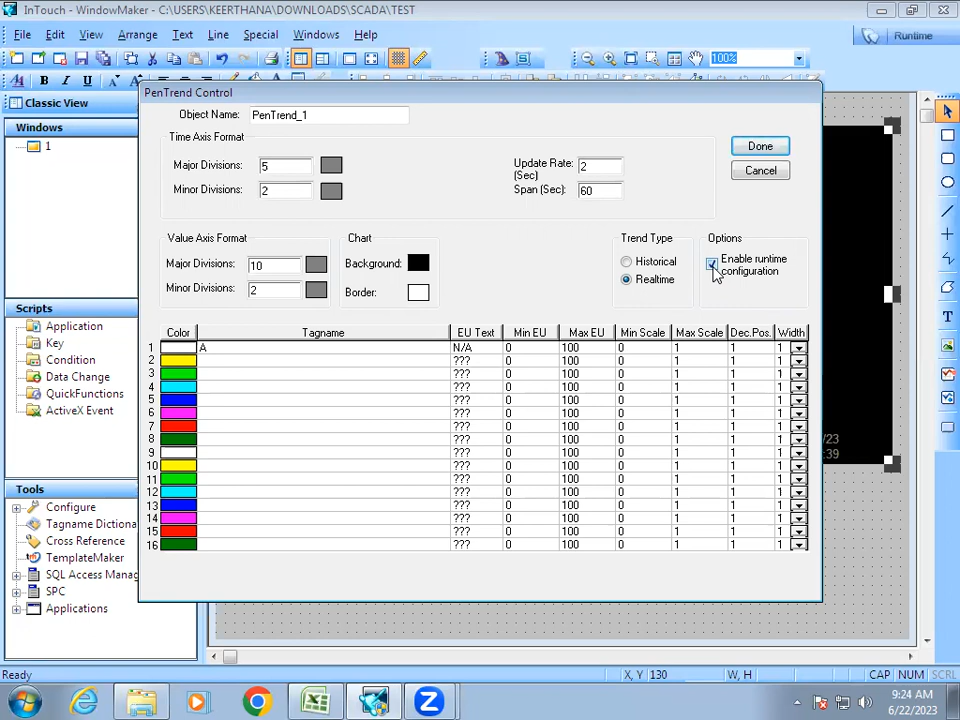 InTouch - WindowMaker - C:\USERS\KEERTHANA\DOWNLOADS\SCADA\TEST
File Edit View Arrange Text Line Special Windows Help
Runtime
100%
B I U
Classic View
Windows
1
Scripts
Application
Key
Condition
Data Change
QuickFunctions
ActiveX Event
Tools
Configure
Tagname Dictiona
Cross Reference
TemplateMaker
SQL Access Manag
SPC
Applications
PenTrend Control
Object Name: PenTrend_1
Time Axis Format
Major Divisions: 5
Minor Divisions: 2
Update Rate: 2
(Sec)
Span (Sec): 60
Done
Cancel
Value Axis Format
Major Divisions: 10
Minor Divisions: 2
Chart
Background:
Border:
Trend Type
Historical
Realtime
Options
Enable runtime
configuration
Color Tagname EU Text Min EU Max EU Min Scale Max Scale Dec.Pos. Width
1 A N/A 0 100 0 1 1 1
2 ??? 0 100 0 1 1 1
3 ??? 0 100 0 1 1 1
4 ??? 0 100 0 1 1 1
5 ??? 0 100 0 1 1 1
6 ??? 0 100 0 1 1 1
7 ??? 0 100 0 1 1 1
8 ??? 0 100 0 1 1 1
9 ??? 0 100 0 1 1 1
10 ??? 0 100 0 1 1 1
11 ??? 0 100 0 1 1 1
12 ??? 0 100 0 1 1 1
13 ??? 0 100 0 1 1 1
14 ??? 0 100 0 1 1 1
15 ??? 0 100 0 1 1 1
16 ??? 0 100 0 1 1 1
/23
:39
Ready
X, Y 130 W, H CAP NUM SCRL
9:24 AM
6/22/2023